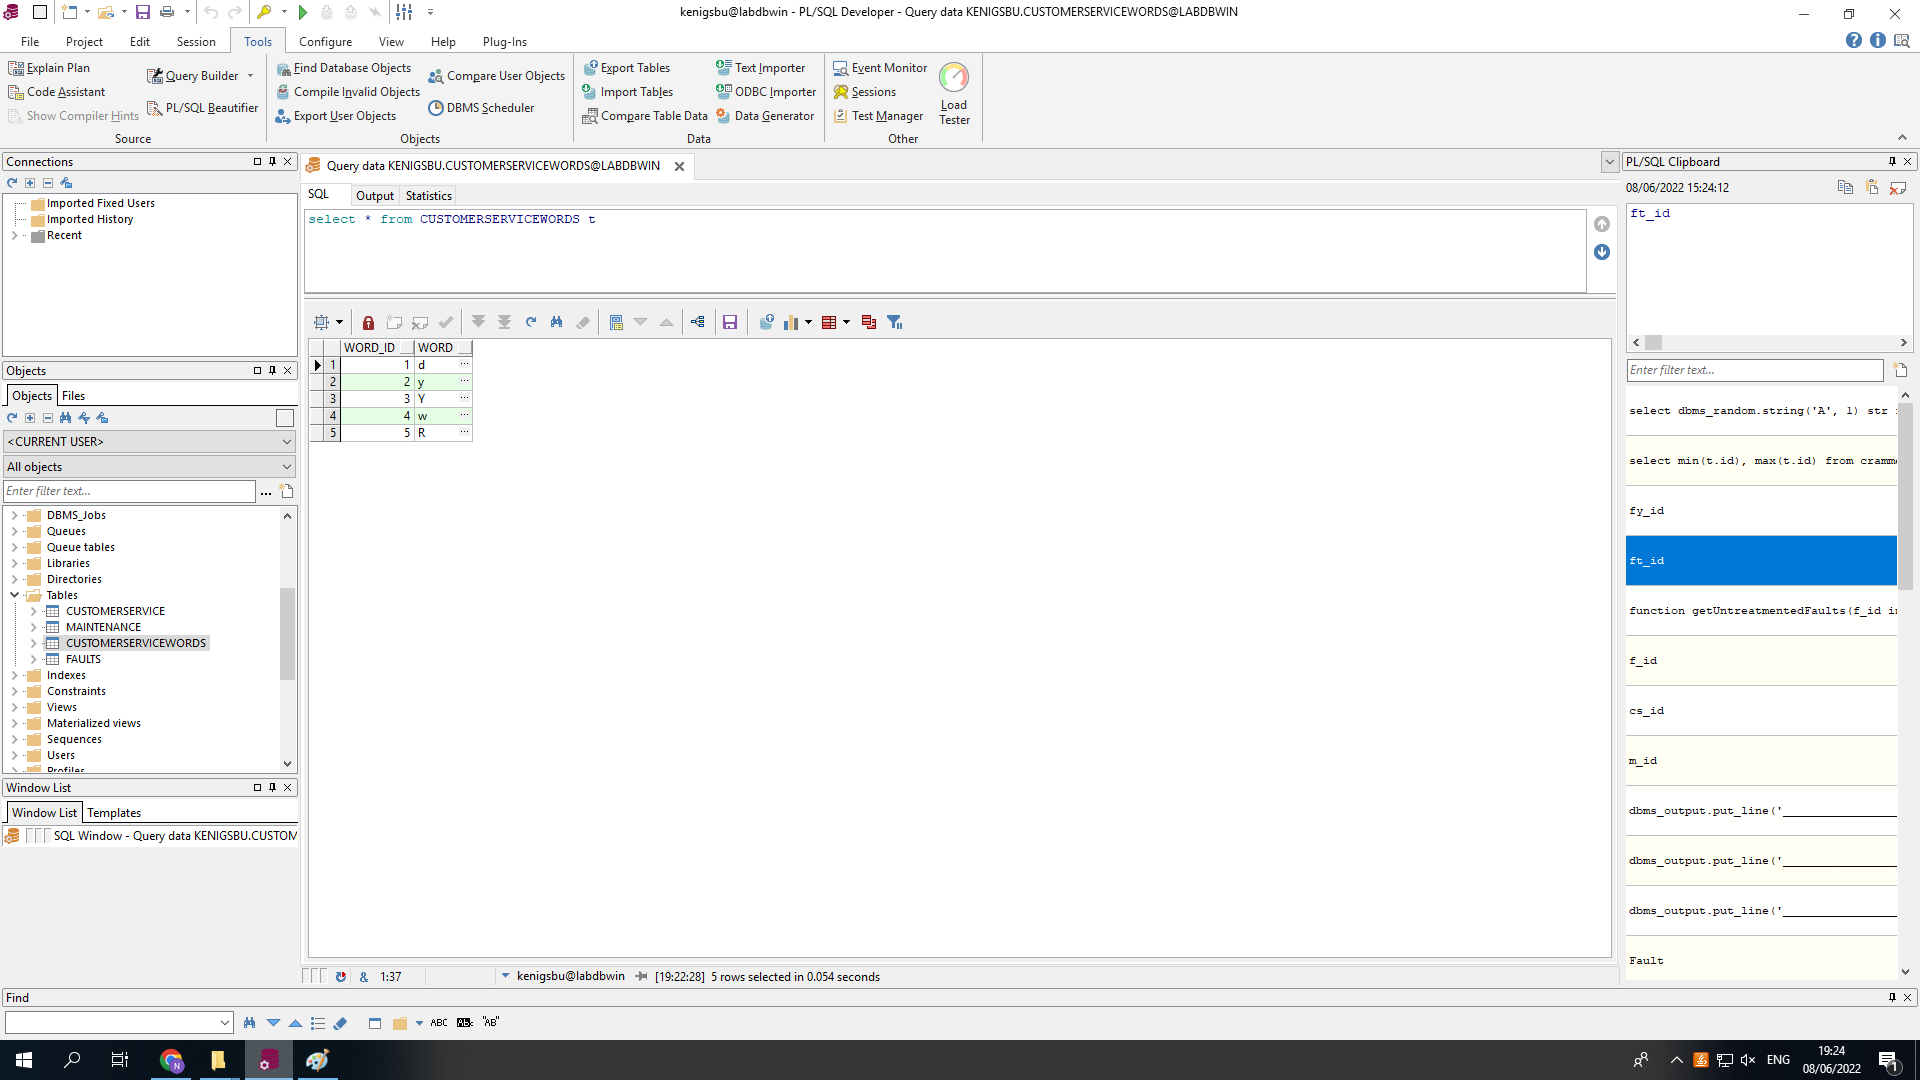 kenigsbu@labdbwin - PL/SQL Developer - Query data KENIGSBU.CUSTOMERSERVICEWORDS@LABDBWIN
File Project Edit Session Tools Configure View Help Plug-Ins
Explain Plan
Code Assistant
Show Compiler Hints
Query Builder
PL/SQL Beautifier
Source
Find Database Objects
Compile Invalid Objects
Export User Objects
Compare User Objects
DBMS Scheduler
Objects
Export Tables
Import Tables
Compare Table Data
Text Importer
ODBC Importer
Data Generator
Data
Event Monitor
Sessions
Test Manager
Load
Tester
Other
Connections
Imported Fixed Users
Imported History
Recent
Objects
Objects Files
<CURRENT USER>
All objects
Enter filter text...
DBMS_Jobs
Queues
Queue tables
Libraries
Directories
Tables
CUSTOMERSERVICE
MAINTENANCE
CUSTOMERSERVICEWORDS
FAULTS
Indexes
Constraints
Views
Materialized views
Sequences
Users
Profiles
Window List
Window List Templates
SQL Window - Query data KENIGSBU.CUSTOM
Query data KENIGSBU.CUSTOMERSERVICEWORDS@LABDBWIN
SQL Output Statistics
select * from CUSTOMERSERVICEWORDS t
WORD_ID WORD
1 1 d ...
2 2 y ...
3 3 Y ...
4 4 w ...
5 5 R ...
& 1:37 kenigsbu@labdbwin [19:22:28] 5 rows selected in 0.054 seconds
PL/SQL Clipboard
08/06/2022 15:24:12
ft_id
Enter filter text...
select dbms_random.string('A', 1) str
select min(t.id), max(t.id) from cramm
fy_id
ft_id
function getUntreatmentedFaults(f_id i
f_id
cs_id
m_id
dbms_output.put_line('____________________
dbms_output.put_line('____________________
dbms_output.put_line('____________________
Fault
Find
ABC ABC "AB"
ENG
19:24
08/06/2022
1